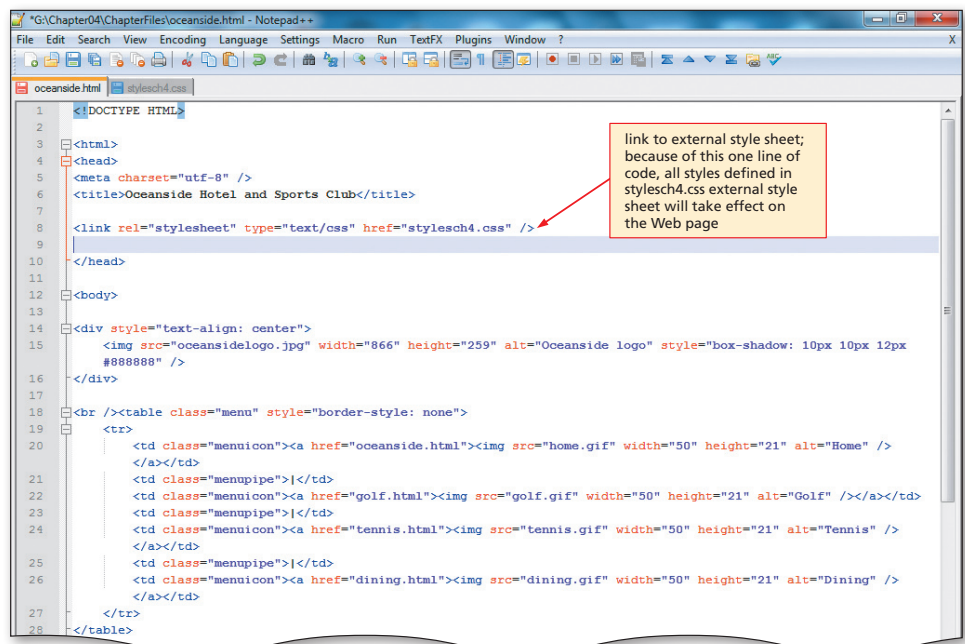 *G:\Chapter04\ChapterFiles\oceanside.html - Notepad++
File Edit Search View Encoding Language Settings Macro Run TextFX Plugins Window ? X
oceanside.html stylesch4.css
1 <!DOCTYPE HTML>
2
3 <html>
4 <head>
5 <meta charset="utf-8" />
6 <title>Oceanside Hotel and Sports Club</title>
7
8 <link rel="stylesheet" type="text/css" href="stylesch4.css" />
9
10 </head>
11
12 <body>
13
14 <div style="text-align: center">
15 <img src="oceansidelogo.jpg" width="866" height="259" alt="Oceanside logo" style="box-shadow: 10px 10px 12px
#888888" />
16 </div>
17
18 <br /><table class="menu" style="border-style: none">
19 <tr>
20 <td class="menuicon"><a href="oceanside.html"><img src="home.gif" width="50" height="21" alt="Home" />
</a></td>
21 <td class="menupipe">|</td>
22 <td class="menuicon"><a href="golf.html"><img src="golf.gif" width="50" height="21" alt="Golf" /></a></td>
23 <td class="menupipe">|</td>
24 <td class="menuicon"><a href="tennis.html"><img src="tennis.gif" width="50" height="21" alt="Tennis" />
</a></td>
25 <td class="menupipe">|</td>
26 <td class="menuicon"><a href="dining.html"><img src="dining.gif" width="50" height="21" alt="Dining" />
</a></td>
27 </tr>
28 </table>
link to external style sheet;
because of this one line of
code, all styles defined in
stylesch4.css external style
sheet will take effect on
the Web page